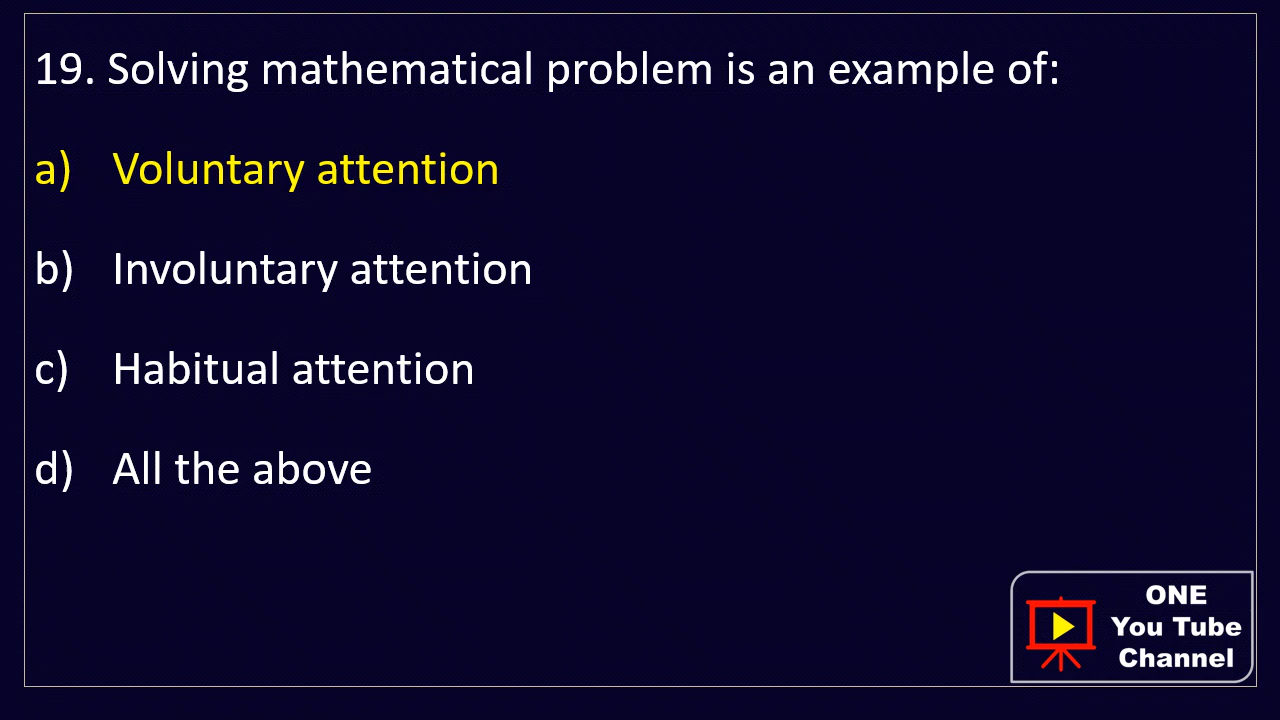 19. Solving mathematical problem is an example of:
a) Voluntary attention
b) Involuntary attention
c) Habitual attention
d) All the above
ONE
You Tube
Channel